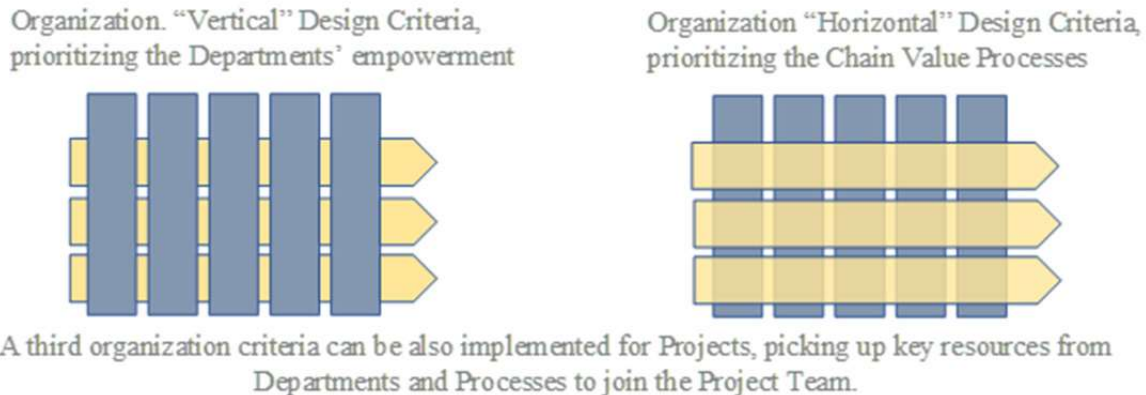 Organization. “Vertical” Design Criteria,
prioritizing the Departments’ empowerment
Organization “Horizontal” Design Criteria,
prioritizing the Chain Value Processes
A third organization criteria can be also implemented for Projects, picking up key resources from
Departments and Processes to join the Project Team.